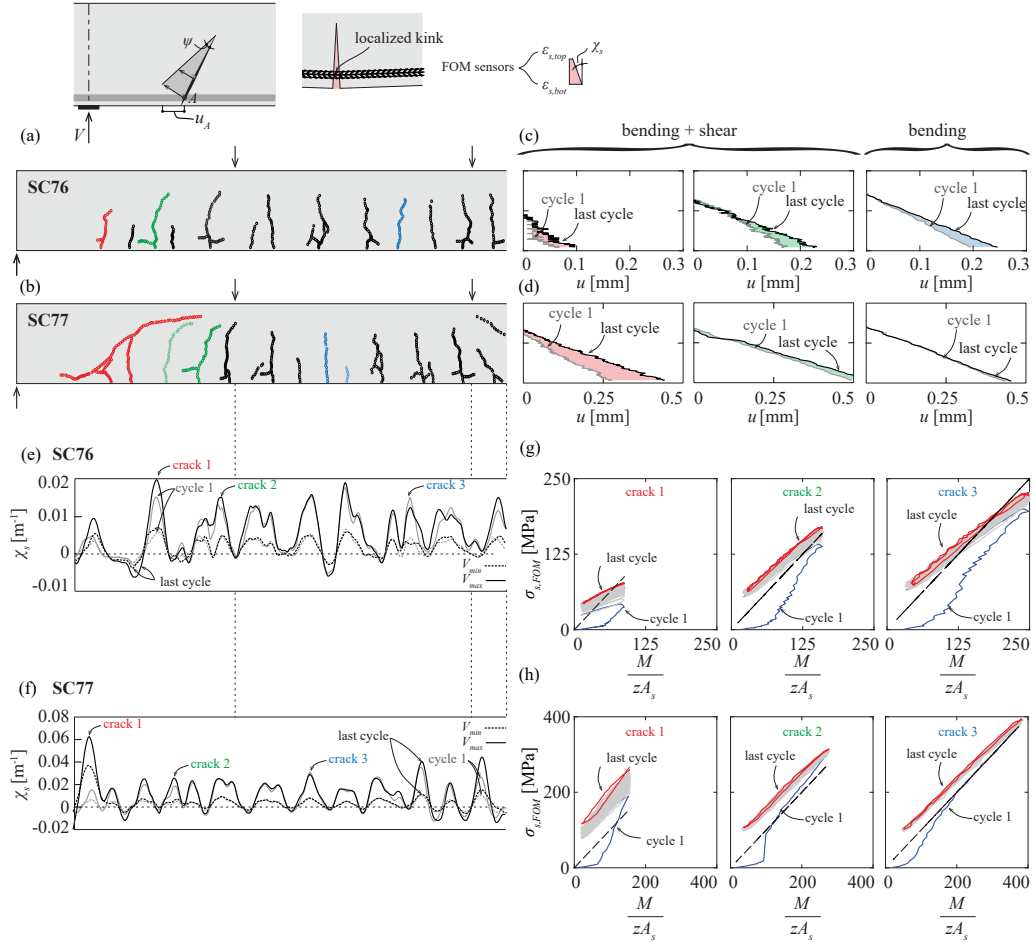 ψ
A
u_A
V
localized kink
FOM sensors
ε_{s,top}
χ_s
ε_{s,bot}
(a)
SC76
(b)
SC77
(c)
bending + shear
bending
cycle 1
last cycle
cycle 1
last cycle
cycle 1
last cycle
0 0.1 0.2 0.3
0 0.1 0.2 0.3
0 0.1 0.2 0.3
u [mm]
u [mm]
u [mm]
(d)
cycle 1
last cycle
cycle 1
last cycle
cycle 1
last cycle
0 0.5
0 0.5
0 0.5
u [mm]
u [mm]
u [mm]
(e) SC76
0.02
0.01
0
-0.01
χ_s [m⁻¹]
crack 1
cycle 1
crack 2
crack 3
last cycle
V_min
V_max
(f) SC77
0.08
0.06
0.04
0.02
0
-0.02
χ_s [m⁻¹]
crack 1
crack 2
crack 3
last cycle
cycle 1
V_min
V_max
(g)
250
125
0
σ_{s,FOM} [MPa]
crack 1
last cycle
cycle 1
crack 2
last cycle
cycle 1
crack 3
last cycle
cycle 1
0 125 250
0 125 250
0 125 250
M
zA_s
M
zA_s
M
zA_s
(h)
400
200
0
σ_{s,FOM} [MPa]
crack 1
last cycle
cycle 1
crack 2
last cycle
cycle 1
crack 3
last cycle
cycle 1
0 200 400
0 200 400
0 200 400
M
zA_s
M
zA_s
M
zA_s